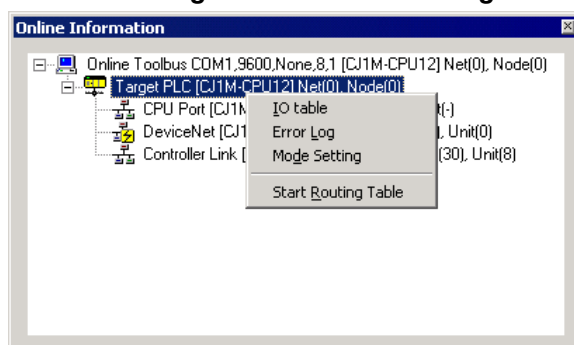 Online Information
Online Toolbus COM1,9600,None,8,1 [CJ1M-CPU12] Net(0), Node(0)
Target PLC [CJ1M-CPU12] Net(0), Node(0)
CPU Port [CJ1M t(-)
DeviceNet [CJ1 , Unit(0)
Controller Link [ (30), Unit(8)
IO table
Error Log
Mode Setting
Start Routing Table